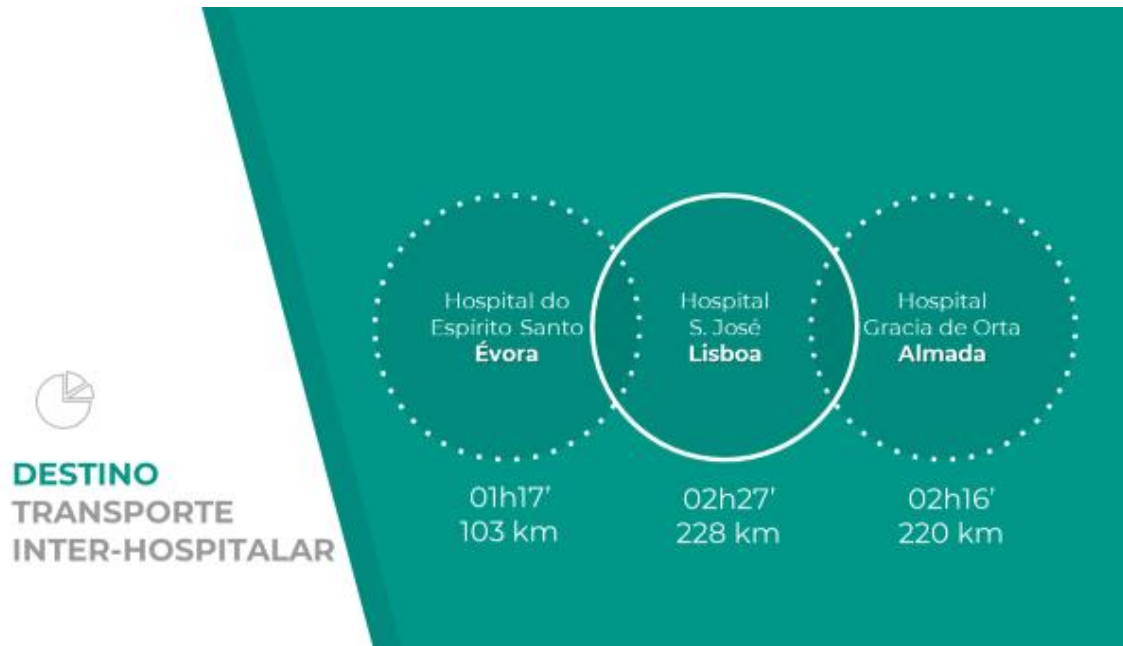 DESTINO
TRANSPORTE
INTER-HOSPITALAR
Hospital do
Espírito Santo
Évora
01h17’
103 km
Hospital
S. José
Lisboa
02h27’
228 km
Hospital
Gracia de Orta
Almada
02h16’
220 km